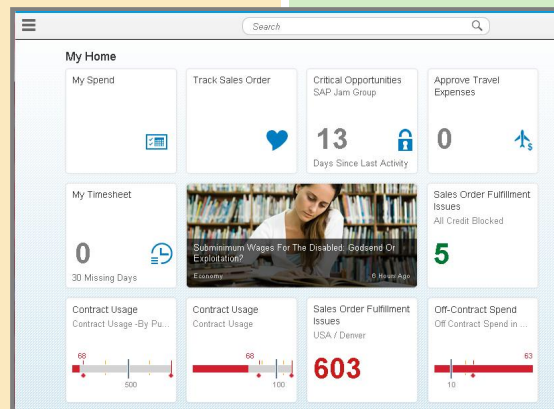 Search
My Home
My Spend
Track Sales Order
Critical Opportunities
SAP Jam Group
13
Days Since Last Activity
Approve Travel
Expenses
0
$
My Timesheet
0
30 Missing Days
Subminimum Wages For The Disabled: Godsend Or
Exploitation?
Economy
6 Hours Ago
Sales Order Fulfillment
Issues
All Credit Blocked
5
Contract Usage
Contract Usage -By Pu...
68
500
Contract Usage
Contract Usage
68
100
Sales Order Fulfillment
Issues
USA / Denver
603
Off-Contract Spend
Off Contract Spend in ...
63
10